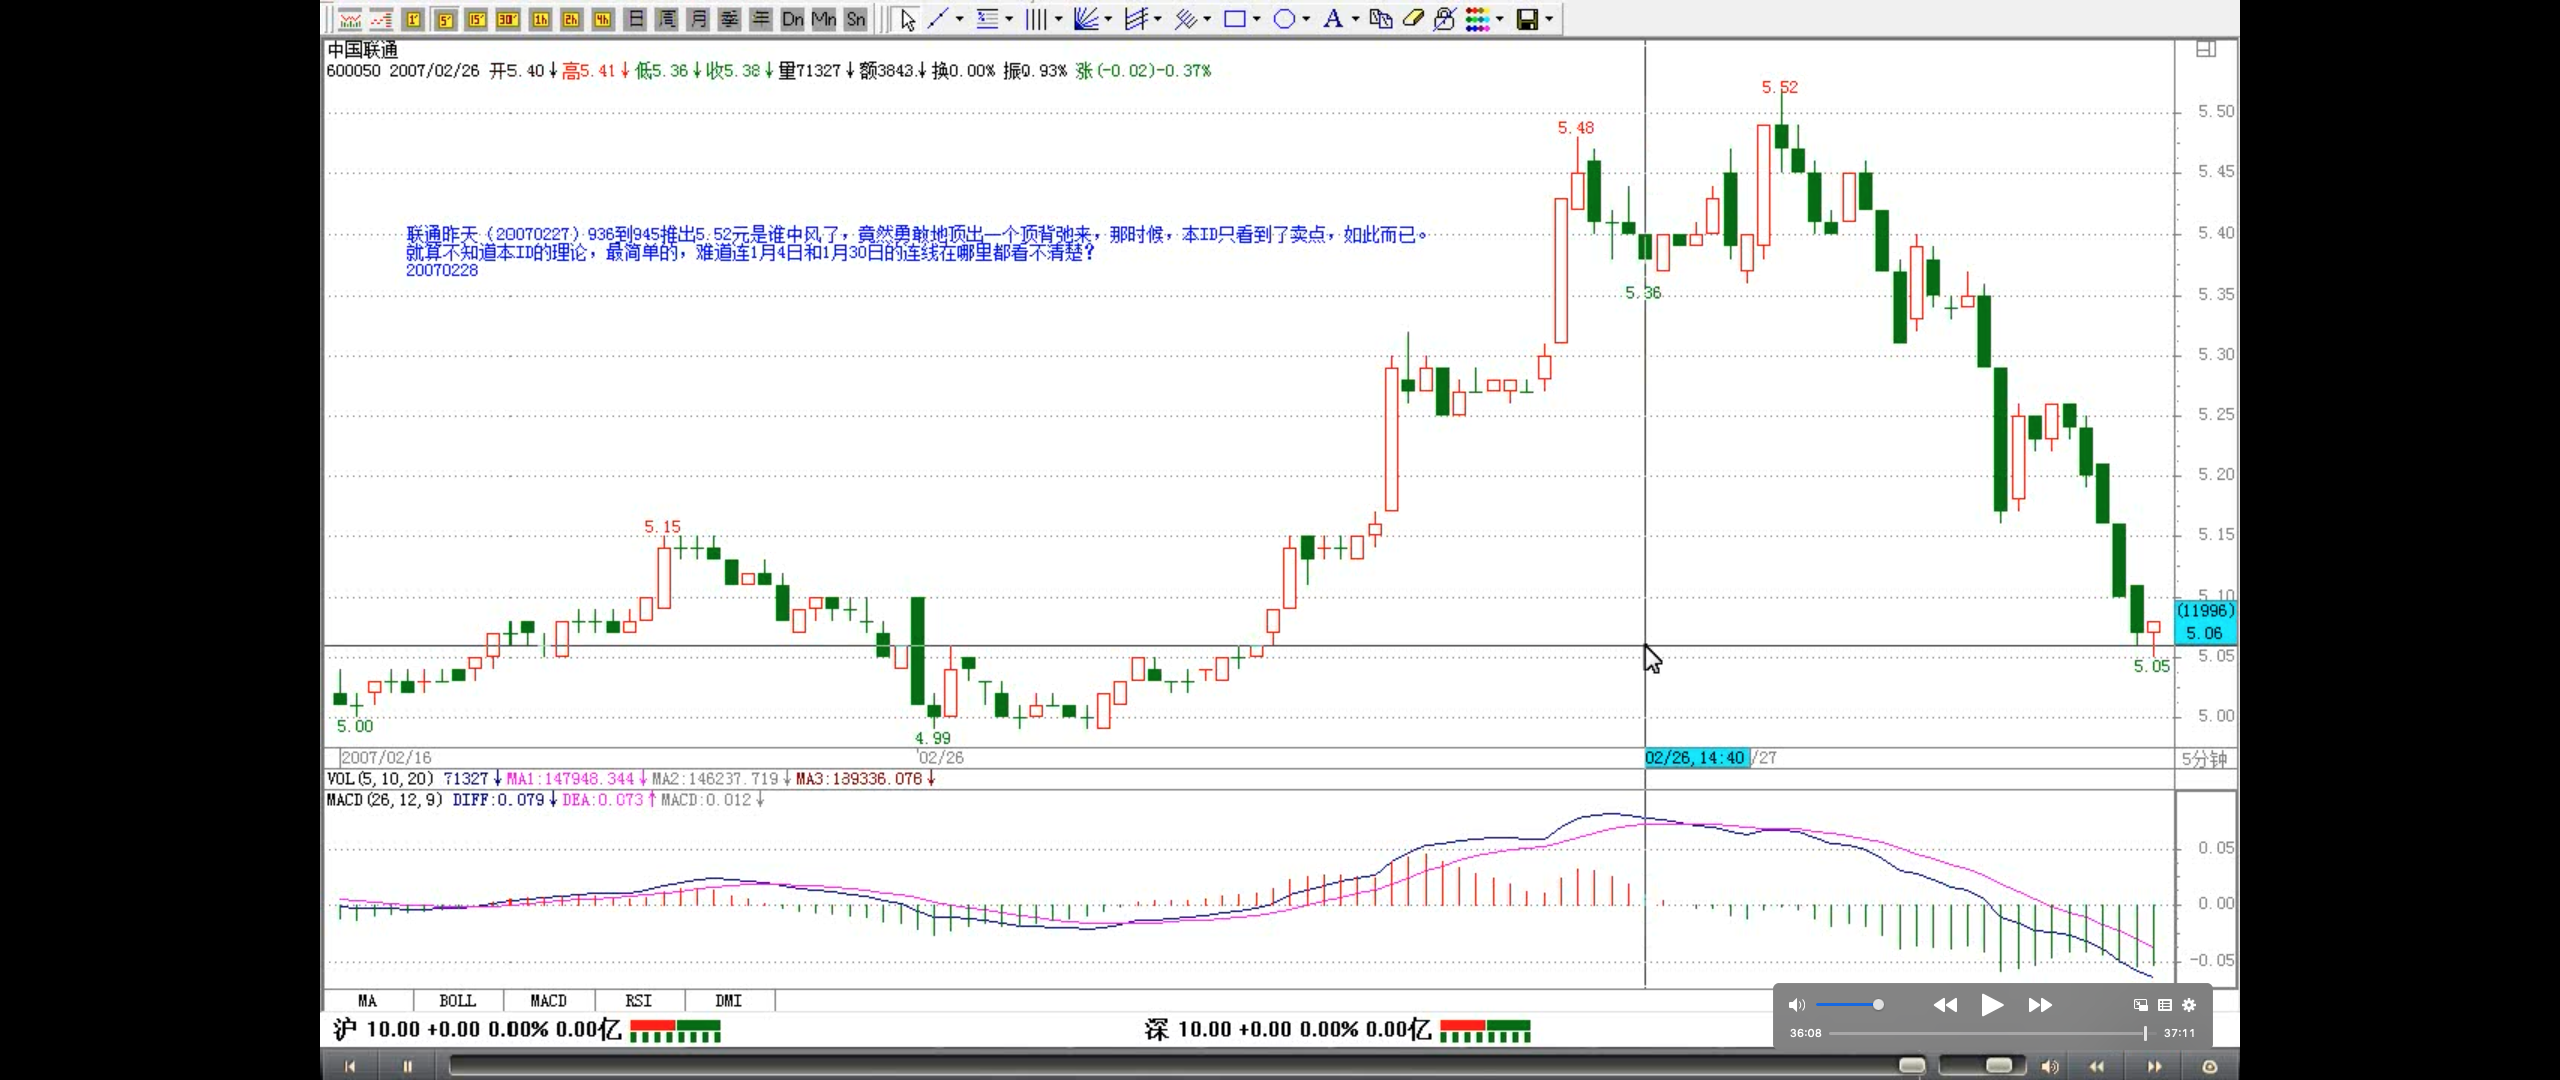 1' 5' 15' 30' 1h 2h 4h 日 周 月 季 年 Dn Mn Sn A
中国联通
600050 2007/02/26 开5.40↓高5.41↓低5.36↓收5.38↓量71327↓额3843.↓换0.00% 振0.93% 涨(-0.02)-0.37%
5.52
5.50
5.48
5.45
联通昨天（20070227）936到945推出5.52元是谁中风了，竟然勇敢地顶出一个顶背弛来，那时候，本ID只看到了卖点，如此而已。
5.40
就算不知道本ID的理论，最简单的，难道连1月4日和1月30日的连线在哪里都看不清楚？
20070228
5.36
5.35
5.30
5.25
5.20
5.15
5.15
5.10
(11996)
5.06
5.05
5.05
5.00
5.00
4.99
2007/02/16 02/26 02/26,14:40 /27 5分钟
VOL(5,10,20) 71327↓MA1:147948.344↓MA2:146237.719↓MA3:189336.078↓
MACD(26,12,9) DIFF:0.079↓DEA:0.073↑MACD:0.012↓
0.05
0.00
-0.05
MA BOLL MACD RSI DMI
沪 10.00 +0.00 0.00% 0.00亿 深 10.00 +0.00 0.00% 0.00亿
36:08 37:11